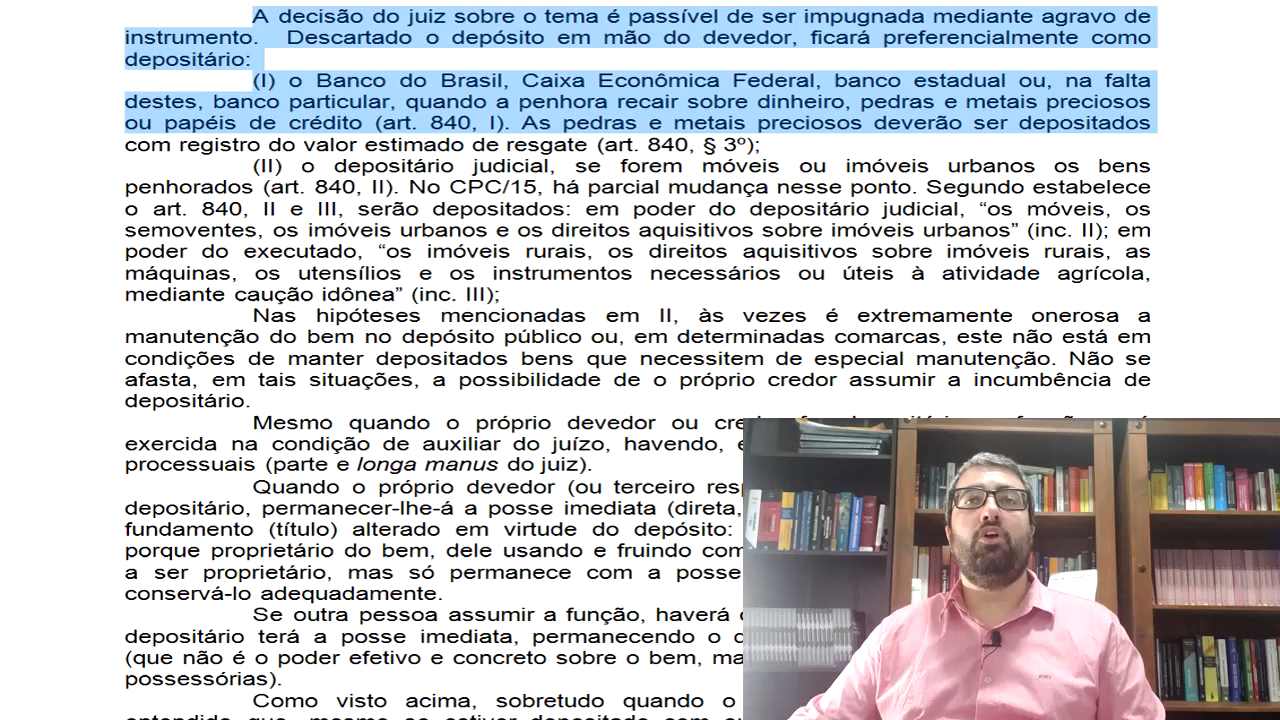 A decisão do juiz sobre o tema é passível de ser impugnada mediante agravo de
instrumento. Descartado o depósito em mão do devedor, ficará preferencialmente como
depositário:
(I) o Banco do Brasil, Caixa Econômica Federal, banco estadual ou, na falta
destes, banco particular, quando a penhora recair sobre dinheiro, pedras e metais preciosos
ou papéis de crédito (art. 840, I). As pedras e metais preciosos deverão ser depositados
com registro do valor estimado de resgate (art. 840, § 3º);
(II) o depositário judicial, se forem móveis ou imóveis urbanos os bens
penhorados (art. 840, II). No CPC/15, há parcial mudança nesse ponto. Segundo estabelece
o art. 840, II e III, serão depositados: em poder do depositário judicial, “os móveis, os
semoventes, os imóveis urbanos e os direitos aquisitivos sobre imóveis urbanos” (inc. II); em
poder do executado, “os imóveis rurais, os direitos aquisitivos sobre imóveis rurais, as
máquinas, os utensílios e os instrumentos necessários ou úteis à atividade agrícola,
mediante caução idônea” (inc. III);
Nas hipóteses mencionadas em II, às vezes é extremamente onerosa a
manutenção do bem no depósito público ou, em determinadas comarcas, este não está em
condições de manter depositados bens que necessitem de especial manutenção. Não se
afasta, em tais situações, a possibilidade de o próprio credor assumir a incumbência de
depositário.
Mesmo quando o próprio devedor ou
exercida na condição de auxiliar do juízo, havendo,
processuais (parte e longa manus do juiz).
Quando o próprio devedor (ou terceiro
depositário, permanecer-lhe-á a posse imediata (direta,
fundamento (título) alterado em virtude do depósito:
porque proprietário do bem, dele usando e fruindo
a ser proprietário, mas só permanece com a posse
conservá-lo adequadamente.
Se outra pessoa assumir a função, haverá
depositário terá a posse imediata, permanecendo o
(que não é o poder efetivo e concreto sobre o bem,
possessórias).
Como visto acima, sobretudo quando o